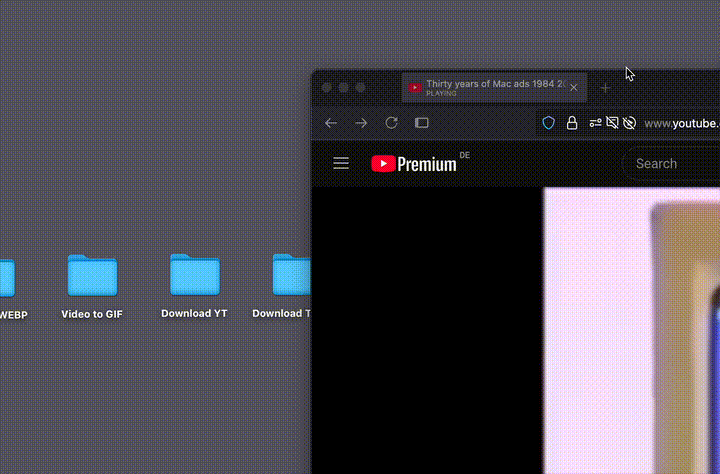 Thirty years of Mac ads 1984 2
PLAYING
www.youtube.
Premium DE
Search
WEBP
Video to GIF
Download YT
Download T